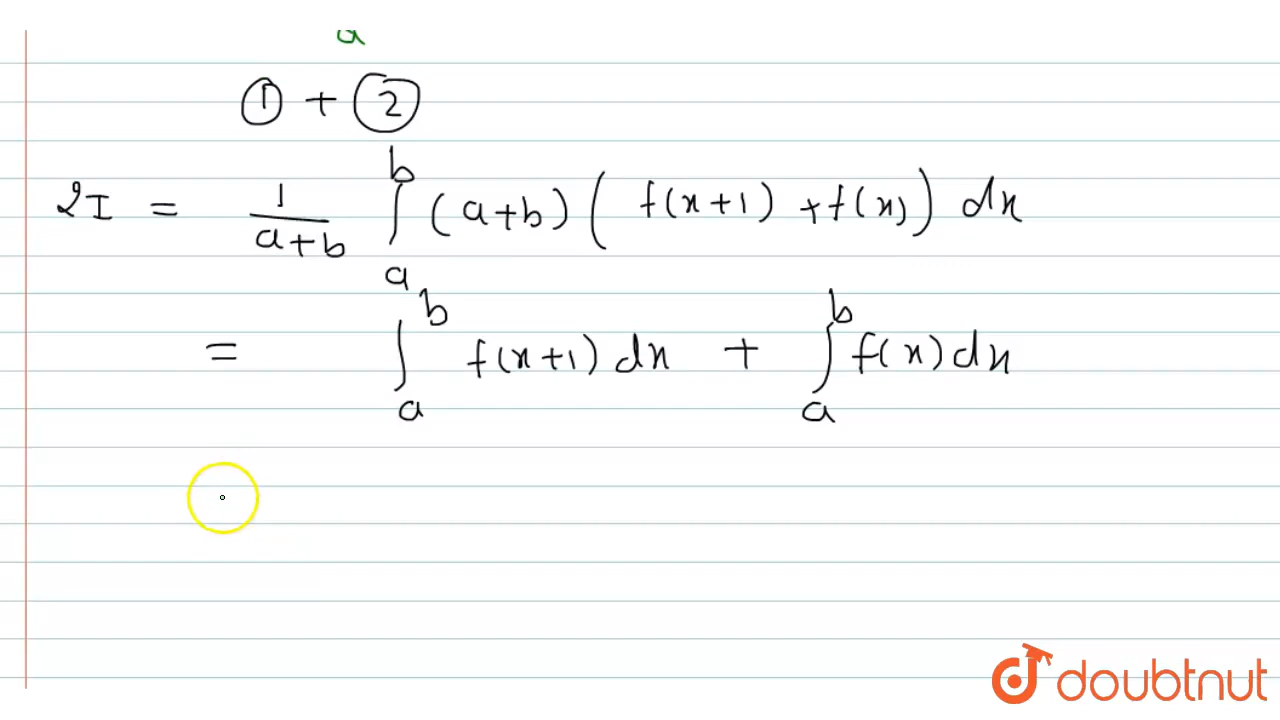 a
① + ②
2I = 1/(a+b) ∫_a^b (a+b)( f(x+1) + f(x) ) dx
= ∫_a^b f(x+1) dx + ∫_a^b f(x) dx
doubtnut